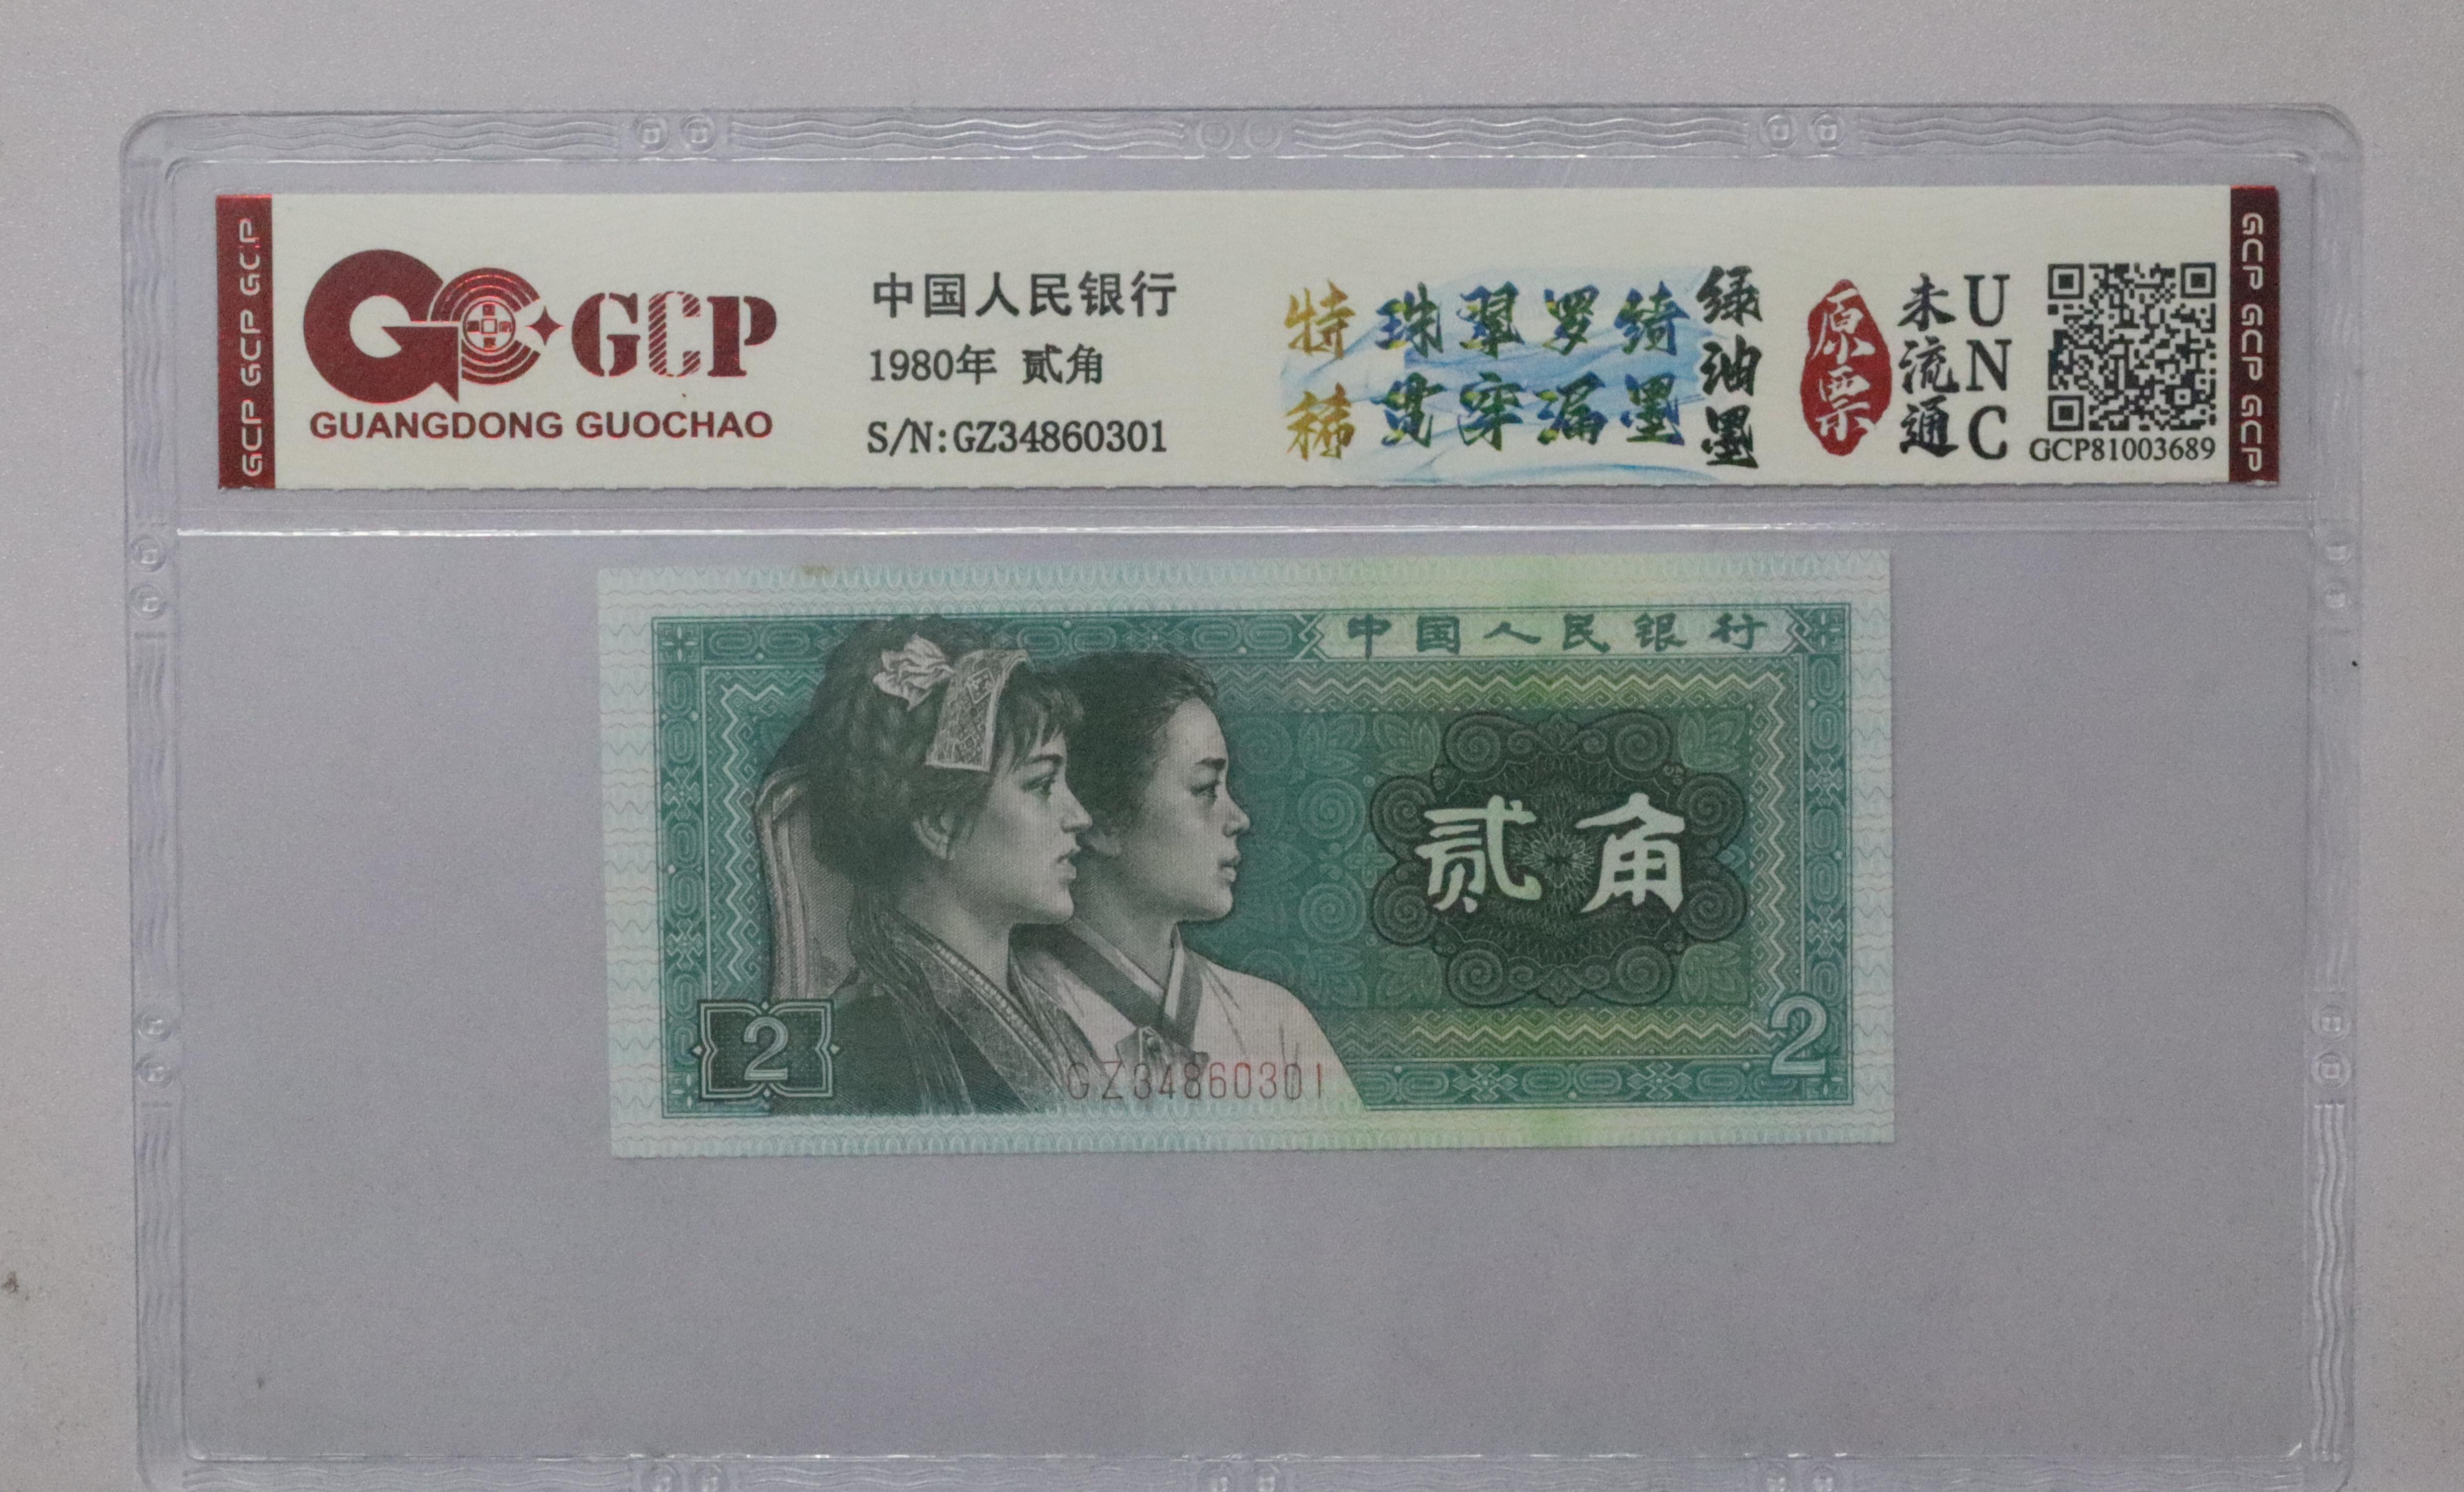 GCP GCP GCP
GCP
GUANGDONG GUOCHAO
中国人民银行
1980年 贰角
S/N:GZ34860301
特稀
珠翠罗绮
贯穿漏墨
绿油墨
原票
未流通
UNC
GCP81003689
GCP GCP GCP
中国人民银行
贰角
2
2
GZ34860301